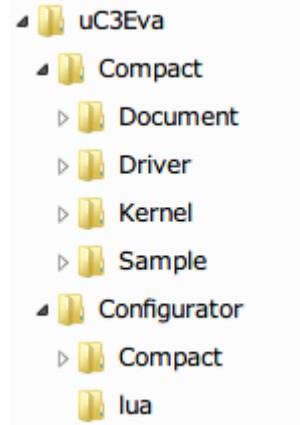 uC3Eva
Compact
Document
Driver
Kernel
Sample
Configurator
Compact
lua